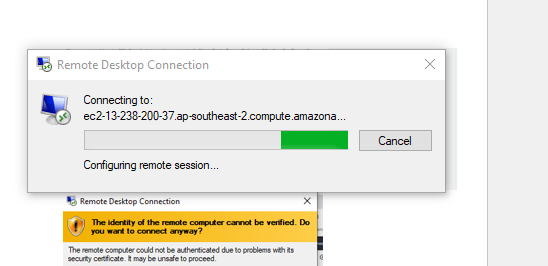 Remote Desktop Connection
Connecting to:
ec2-13-238-200-37.ap-southeast-2.compute.amazona...
Cancel
Configuring remote session...
Remote Desktop Connection
The identity of the remote computer cannot be verified. Do
you want to connect anyway?
The remote computer could not be authenticated due to problems with its
security certificate. It may be unsafe to proceed.